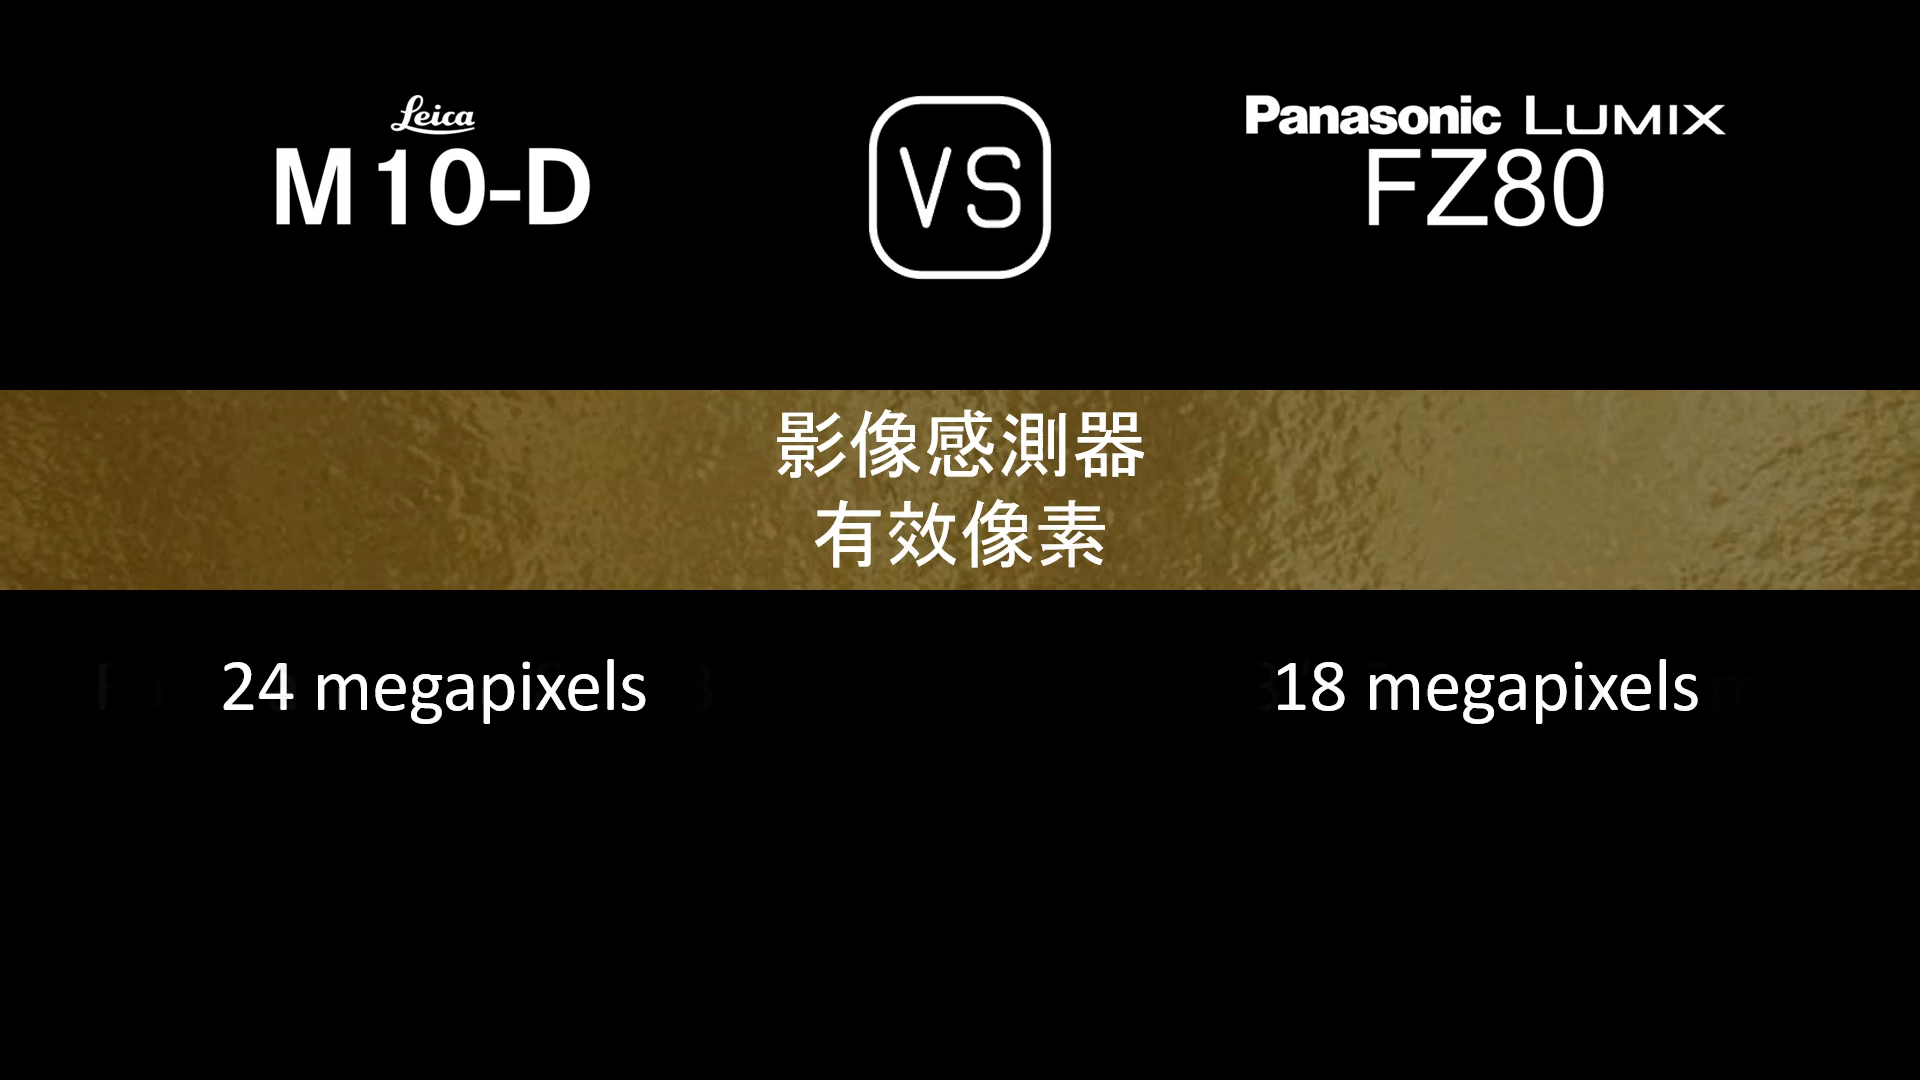 Leica
M10-D
VS
Panasonic LUMIX
FZ80
影像感測器
有效像素
24 megapixels
18 megapixels